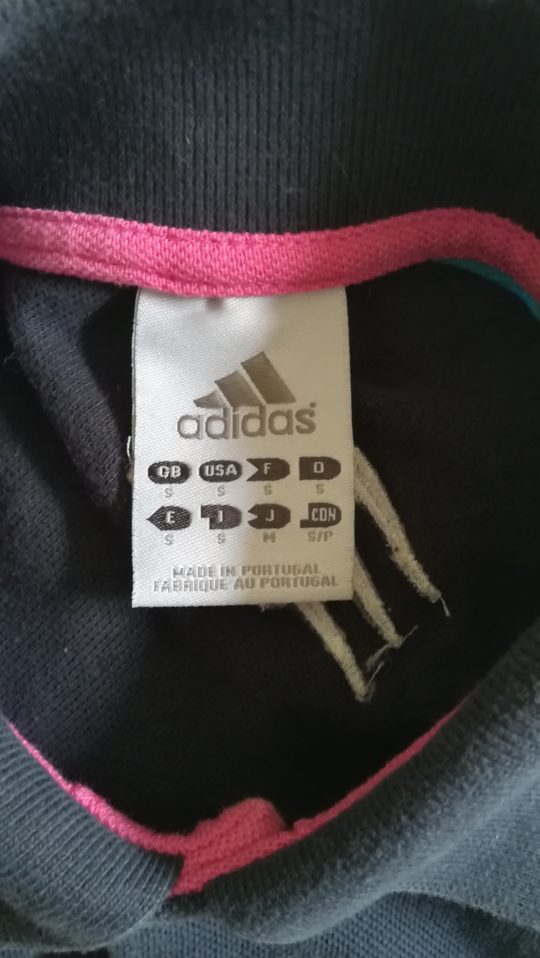 adidas
GB USA F D
S S S S
E I J CDN
S S M S/P
MADE IN PORTUGAL
FABRIQUE AU PORTUGAL